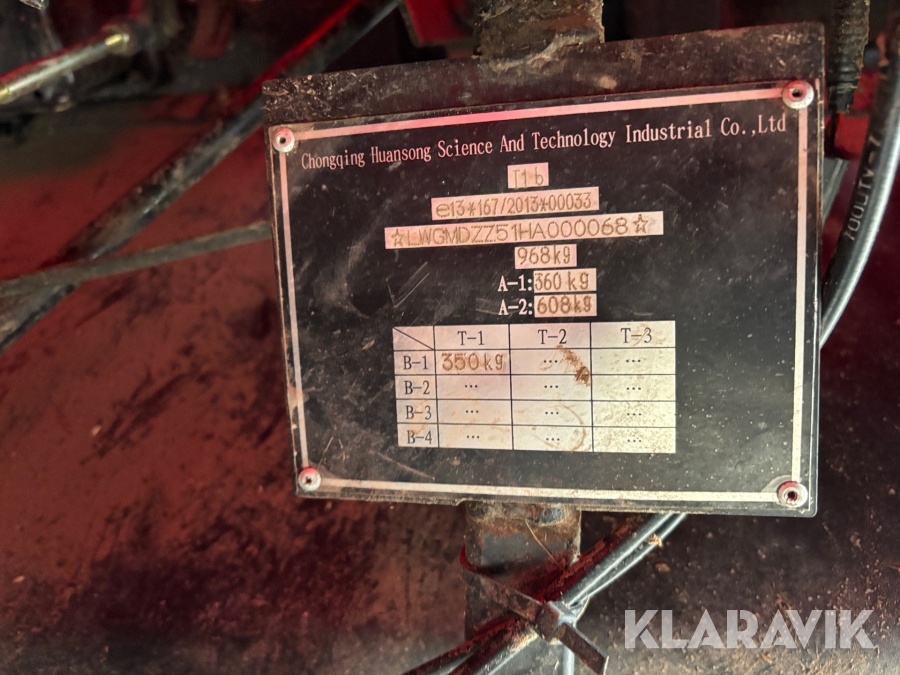 Chongqing Huansong Science And Technology Industrial Co.,Ltd
T1b
e13*167/2013*00033
☆LWGMDZZ51HA000068☆
968kg
A-1:360kg
A-2:608kg
T-1 T-2 T-3
B-1 350kg ... ...
B-2 ... ... ...
B-3 ... ... ...
B-4 ... ... ...
KLARAVIK